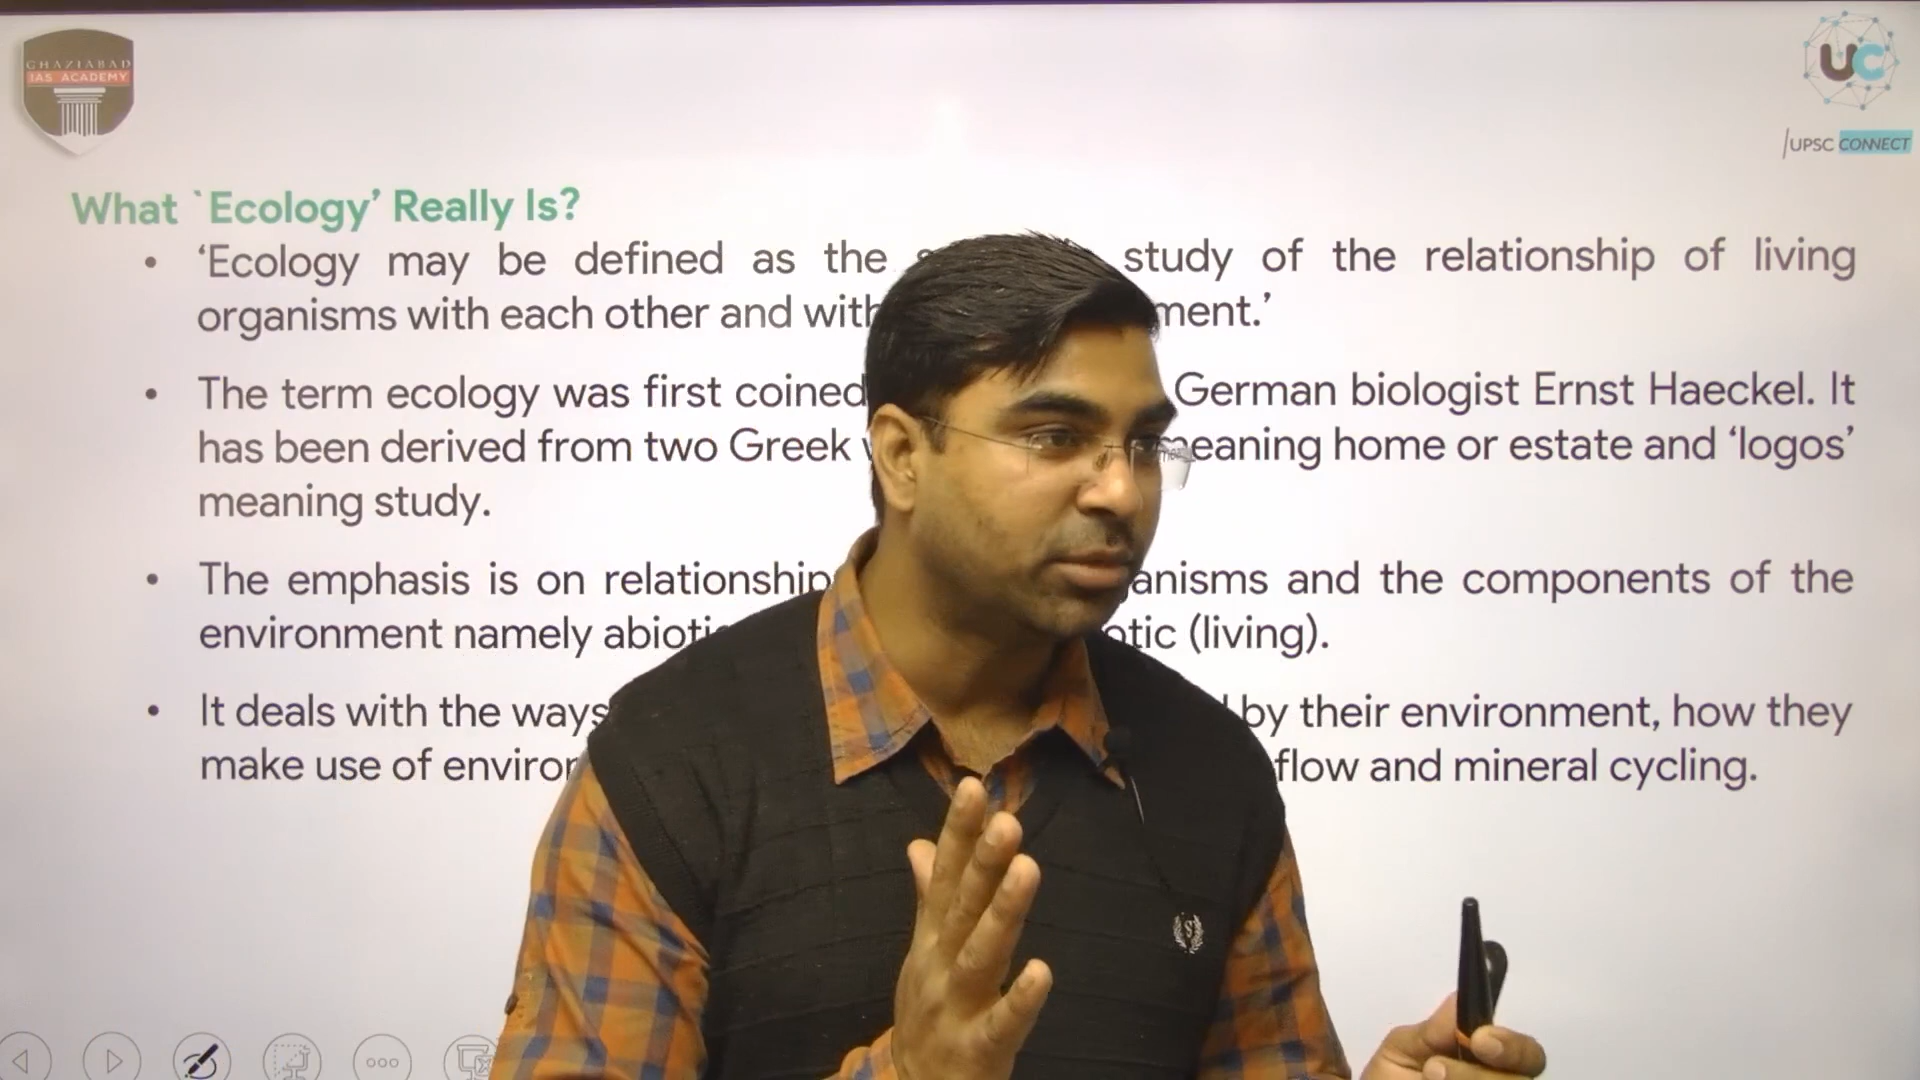 GHAZIABAD
IAS ACADEMY
UC
UPSC CONNECT
What `Ecology’ Really Is?
• ‘Ecology may be defined as the study of the relationship of living
organisms with each other and with ment.’
• The term ecology was first coined German biologist Ernst Haeckel. It
has been derived from two Greek meaning home or estate and ‘logos’
meaning study.
• The emphasis is on relationship anisms and the components of the
environment namely abioti otic (living).
• It deals with the ways by their environment, how they
make use of environ flow and mineral cycling.